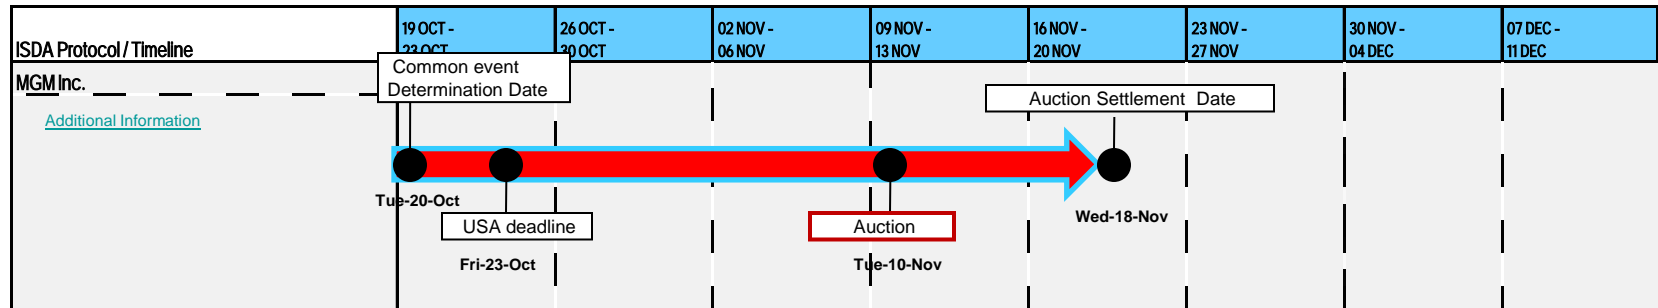 ISDA Protocol / Timeline
19 OCT -
23 OCT
26 OCT -
30 OCT
02 NOV -
06 NOV
09 NOV -
13 NOV
16 NOV -
20 NOV
23 NOV -
27 NOV
30 NOV -
04 DEC
07 DEC -
11 DEC
MGM Inc.
Additional Information
Common event
Determination Date
Auction Settlement Date
Tue-20-Oct
USA deadline
Fri-23-Oct
Auction
Tue-10-Nov
Wed-18-Nov